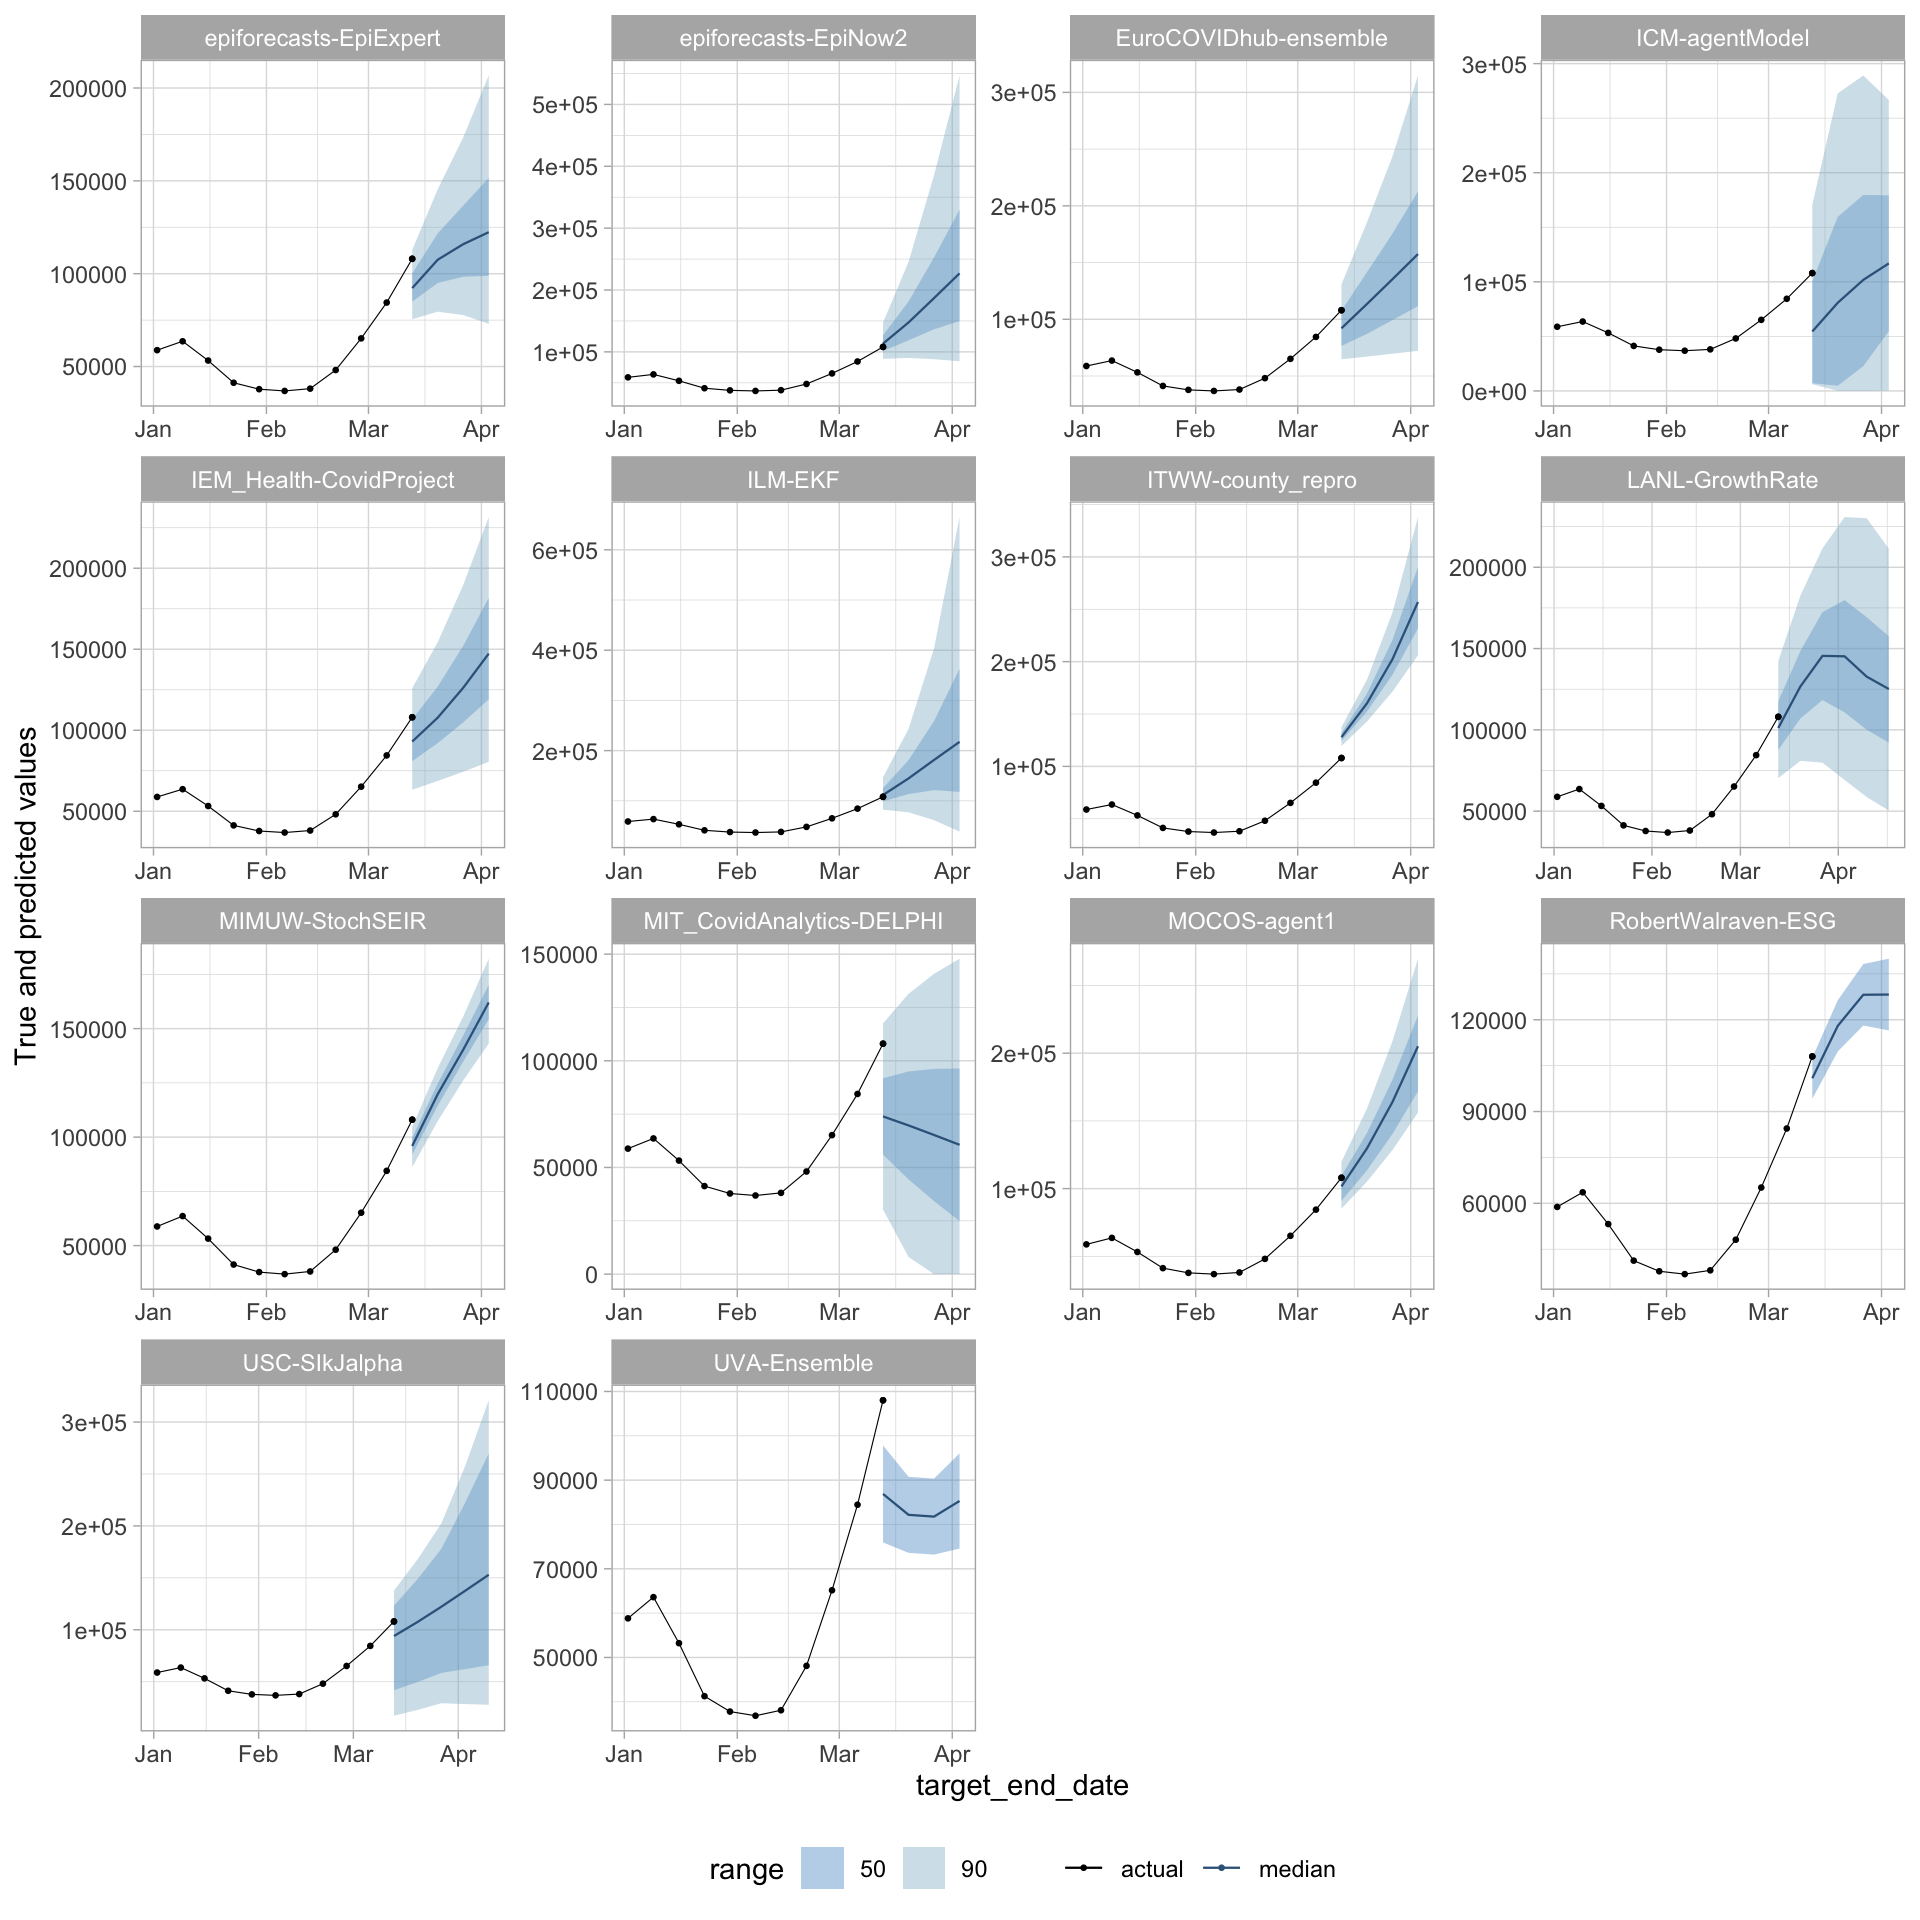 epiforecasts-EpiExpert
epiforecasts-EpiNow2
EuroCOVIDhub-ensemble
ICM-agentModel
200000
150000
100000
50000
Jan Feb Mar Apr
5e+05
4e+05
3e+05
2e+05
1e+05
Jan Feb Mar Apr
3e+05
2e+05
1e+05
Jan Feb Mar Apr
3e+05
2e+05
1e+05
0e+00
Jan Feb Mar Apr
IEM_Health-CovidProject
ILM-EKF
ITWW-county_repro
LANL-GrowthRate
200000
150000
100000
50000
Jan Feb Mar Apr
6e+05
4e+05
2e+05
Jan Feb Mar Apr
3e+05
2e+05
1e+05
Jan Feb Mar Apr
200000
150000
100000
50000
Jan Feb Mar Apr
True and predicted values
MIMUW-StochSEIR
MIT_CovidAnalytics-DELPHI
MOCOS-agent1
RobertWalraven-ESG
150000
100000
50000
Jan Feb Mar Apr
150000
100000
50000
0
Jan Feb Mar Apr
2e+05
1e+05
Jan Feb Mar Apr
120000
90000
60000
Jan Feb Mar Apr
USC-SIkJalpha
UVA-Ensemble
3e+05
2e+05
1e+05
Jan Feb Mar Apr
110000
90000
70000
50000
Jan Feb Mar Apr
target_end_date
range 50 90 actual median